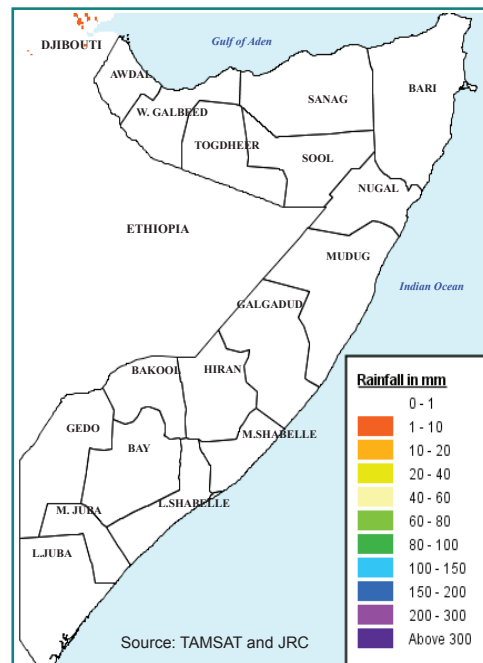 DJIBOUTI
Gulf of Aden
AWDAL
W. GALBEED
SANAG
BARI
TOGDHEER
SOOL
NUGAL
ETHIOPIA
MUDUG
Indian Ocean
GALGADUD
BAKOOL
HIRAN
GEDO
M.SHABELLE
BAY
L.SHABELLE
M. JUBA
L.JUBA
Rainfall in mm
0 - 1
1 - 10
10 - 20
20 - 40
40 - 60
60 - 80
80 - 100
100 - 150
150 - 200
200 - 300
Above 300
Source: TAMSAT and JRC